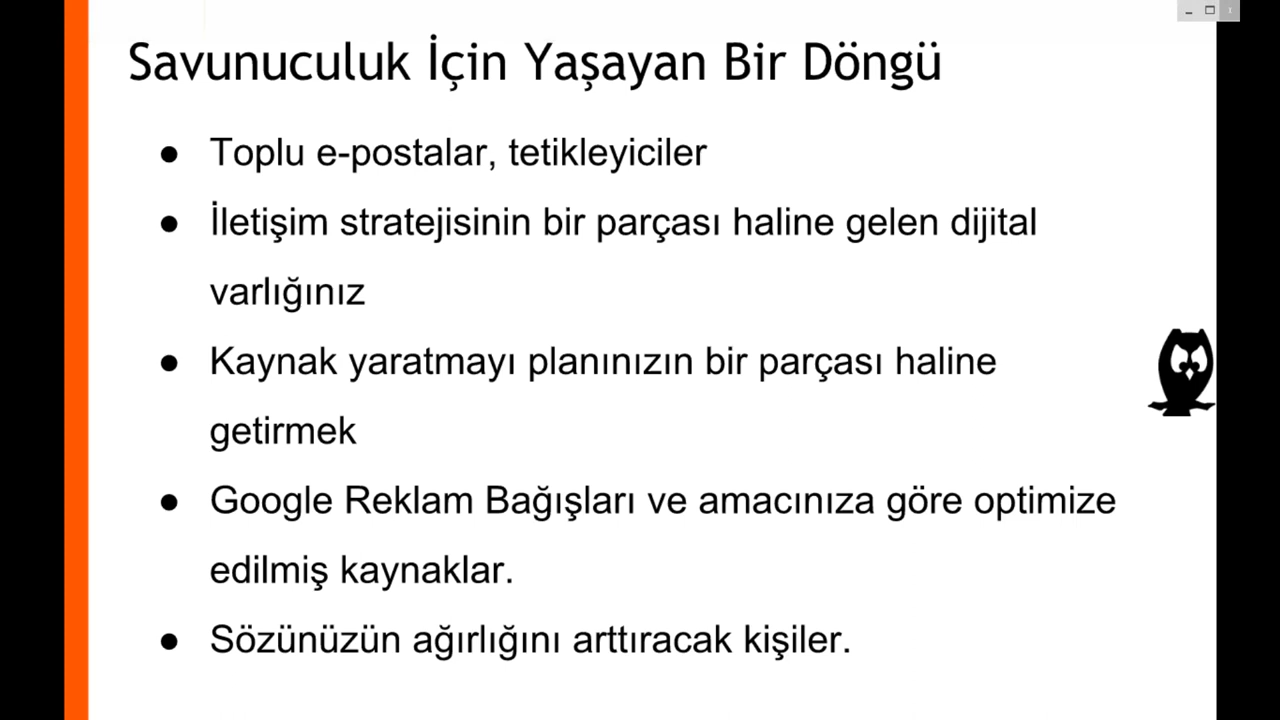 Savunuculuk İçin Yaşayan Bir Döngü
● Toplu e-postalar, tetikleyiciler
● İletişim stratejisinin bir parçası haline gelen dijital
varlığınız
● Kaynak yaratmayı planınızın bir parçası haline
getirmek
● Google Reklam Bağışları ve amacınıza göre optimize
edilmiş kaynaklar.
● Sözünüzün ağırlığını arttıracak kişiler.